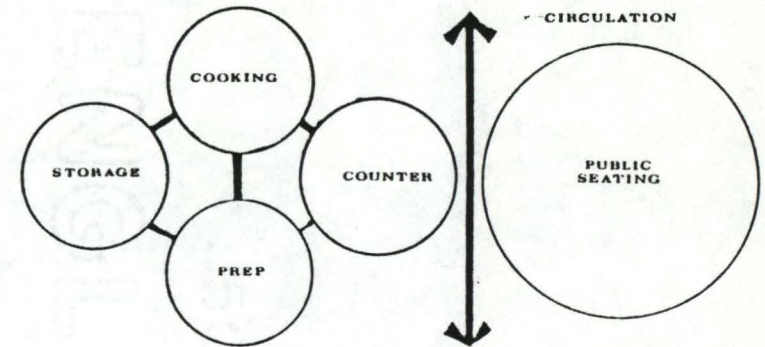 CIRCULATION
COOKING
STORAGE
COUNTER
PUBLIC
SEATING
PREP